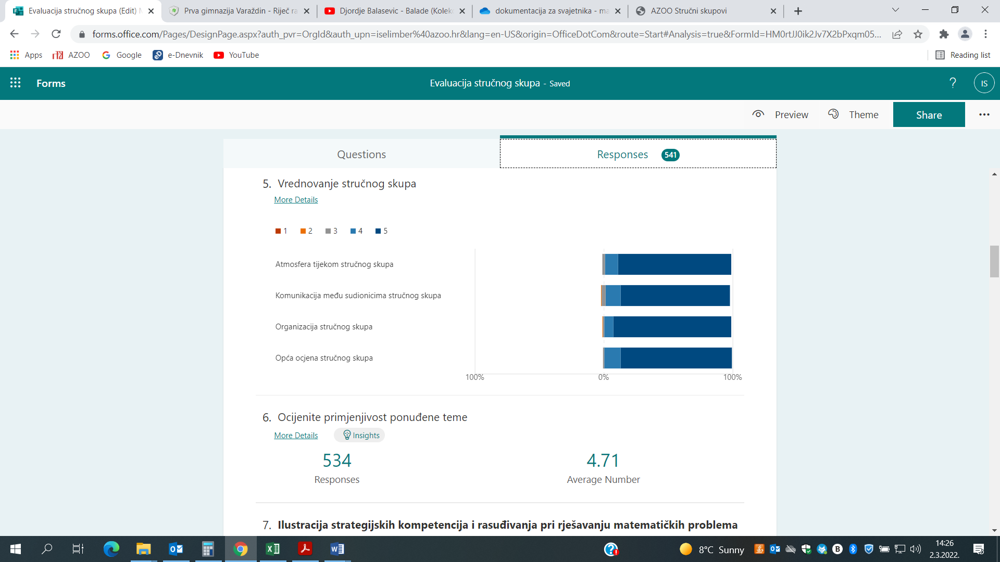 Evaluacija stručnog skupa (Edit)
Prva gimnazija Varaždin - Riječ ra
Djordje Balasevic - Balade (Kolek
dokumentacija za svajetnika - ma
AZOO Stručni skupovi
forms.office.com/Pages/DesignPage.aspx?auth_pvr=OrgId&auth_upn=iselimber%40azoo.hr&lang=en-US&origin=OfficeDotCom&route=Start#Analysis=true&FormId=HM0rtJJ0ik2Jv7X2bPxqm05...
Apps AZOO Google e-Dnevnik YouTube Reading list
Forms
Evaluacija stručnog skupa - Saved
? IS
Preview Theme Share ...
Questions
Responses 541
5. Vrednovanje stručnog skupa
More Details
1 2 3 4 5
Atmosfera tijekom stručnog skupa
Komunikacija među sudionicima stručnog skupa
Organizacija stručnog skupa
Opća ocjena stručnog skupa
100% 0% 100%
6. Ocijenite primjenjivost ponuđene teme
More Details Insights
534 4.71
Responses Average Number
7. Ilustracija strategijskih kompetencija i rasuđivanja pri rješavanju matematičkih problema
8°C Sunny
14:26
2.3.2022.